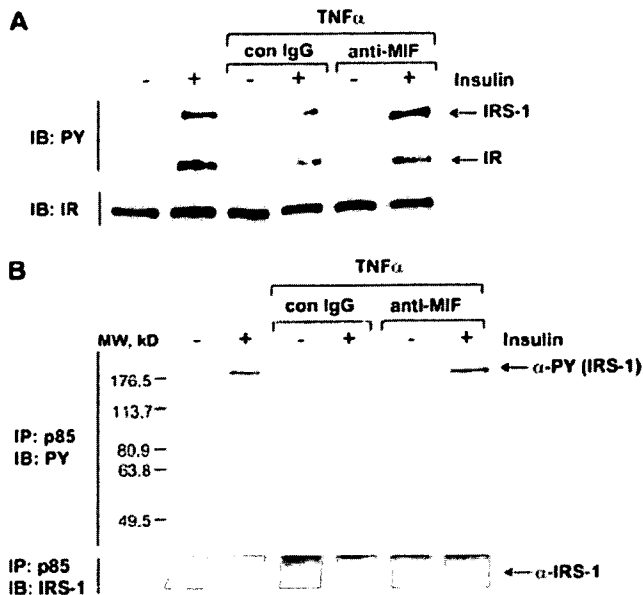 A
TNFα
con IgG anti-MIF
- + - + - + Insulin
IB: PY
← IRS-1
← IR
IB: IR
B
TNFα
con IgG anti-MIF
MW, kD - + - + - + Insulin
← α-PY (IRS-1)
176.5 –
113.7 –
IP: p85
IB: PY
80.9 –
63.8 –
49.5 –
IP: p85
IB: IRS-1
← α-IRS-1